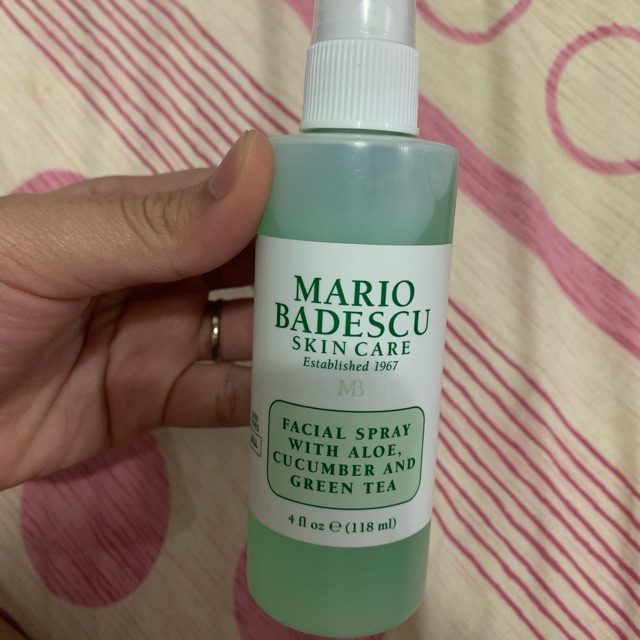 MARIO
BADESCU
SKIN CARE
Established 1967
MB
FACIAL SPRAY
WITH ALOE,
CUCUMBER AND
GREEN TEA
4 fl oz ℮ (118 ml)